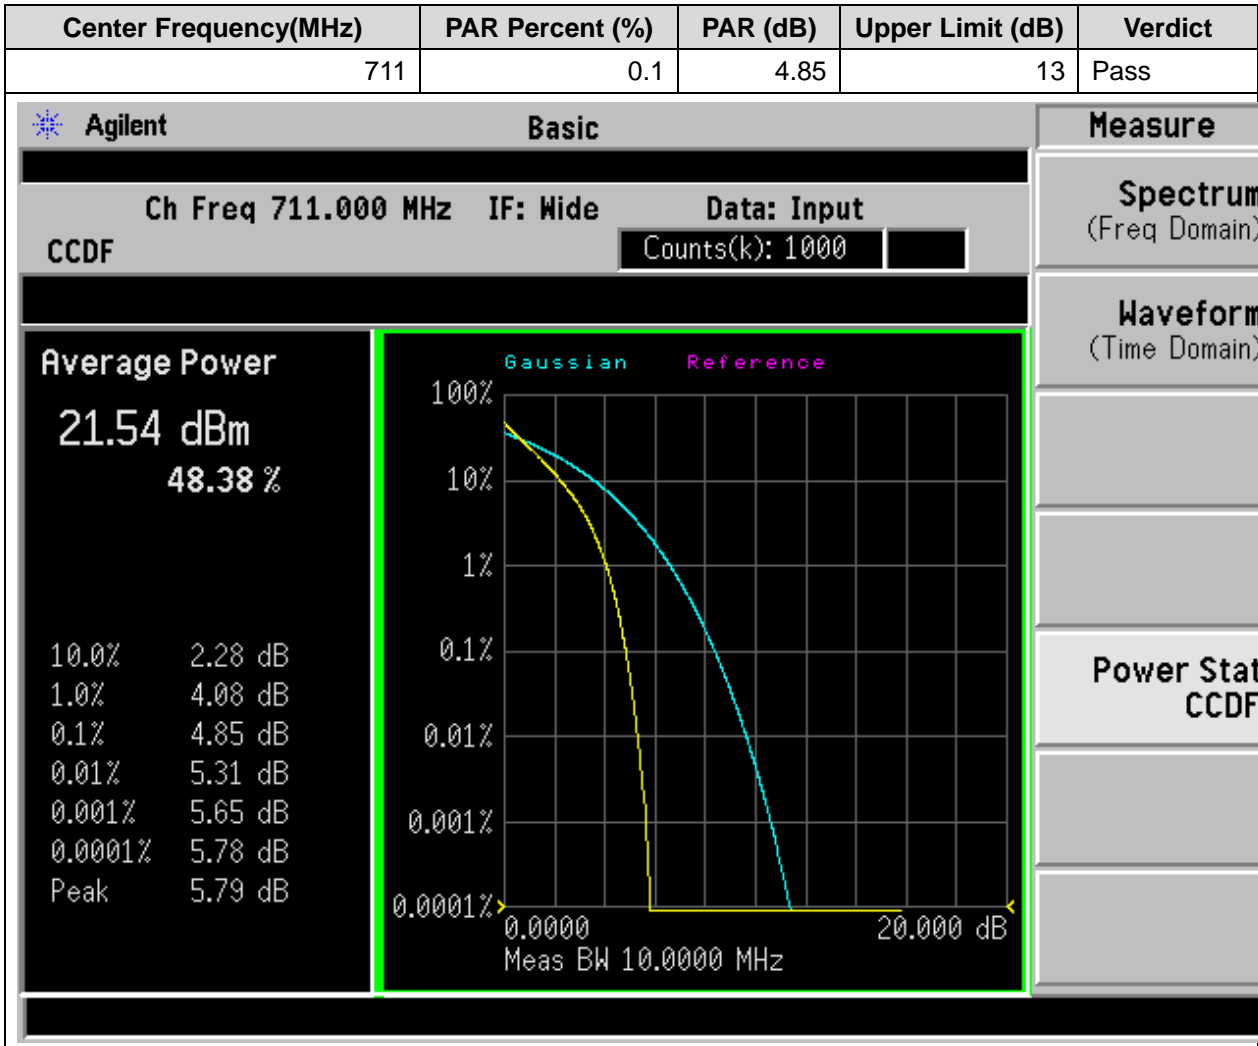 Center Frequency(MHz) PAR Percent (%) PAR (dB) Upper Limit (dB) Verdict
711 0.1 4.85 13 Pass
Agilent Basic Measure
Ch Freq 711.000 MHz IF: Wide Data: Input
CCDF Counts(k): 1000
Spectrum
(Freq Domain)
Waveform
(Time Domain)
Power Stat
CCDF
Average Power
21.54 dBm
48.38 %
10.0% 2.28 dB
1.0% 4.08 dB
0.1% 4.85 dB
0.01% 5.31 dB
0.001% 5.65 dB
0.0001% 5.78 dB
Peak 5.79 dB
Gaussian Reference
100%
10%
1%
0.1%
0.01%
0.001%
0.0001%
0.0000 20.000 dB
Meas BW 10.0000 MHz